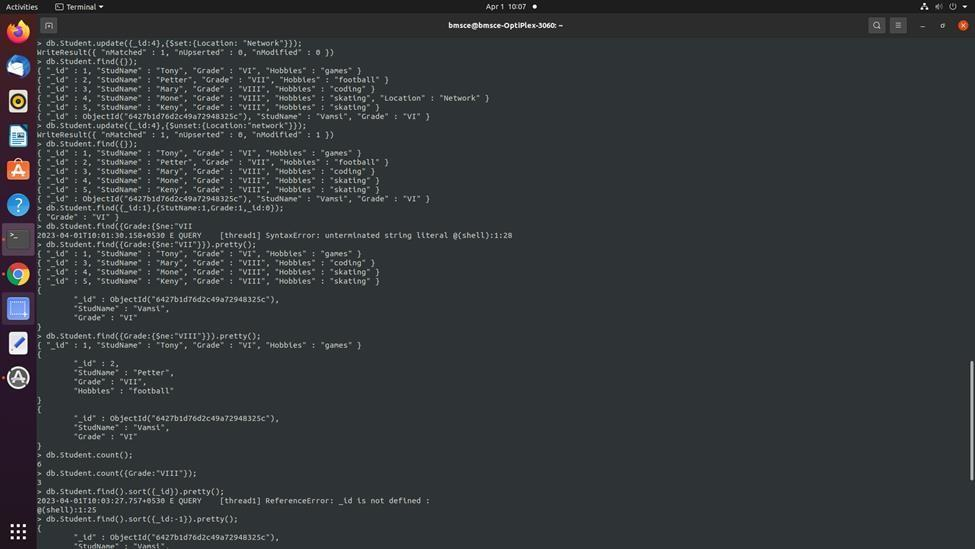 Activities
Terminal
Apr 1 10:07
bmsce@bmsce-OptiPlex-3060: ~
> db.Student.update({_id:4},{$set:{Location: "Network"}});
WriteResult({ "nMatched" : 1, "nUpserted" : 0, "nModified" : 0 })
> db.Student.find({});
{ "_id" : 1, "StudName" : "Tony", "Grade" : "VI", "Hobbies" : "games" }
{ "_id" : 2, "StudName" : "Petter", "Grade" : "VII", "Hobbies" : "football" }
{ "_id" : 3, "StudName" : "Mary", "Grade" : "VIII", "Hobbies" : "coding" }
{ "_id" : 4, "StudName" : "Mone", "Grade" : "VIII", "Hobbies" : "skating", "Location" : "Network" }
{ "_id" : 5, "StudName" : "Keny", "Grade" : "VIII", "Hobbies" : "skating" }
{ "_id" : ObjectId("6427b1d76d2c49a72948325c"), "StudName" : "Vamsi", "Grade" : "VI" }
> db.Student.update({_id:4},{$unset:{Location:"network"}});
WriteResult({ "nMatched" : 1, "nUpserted" : 0, "nModified" : 1 })
> db.Student.find({});
{ "_id" : 1, "StudName" : "Tony", "Grade" : "VI", "Hobbies" : "games" }
{ "_id" : 2, "StudName" : "Petter", "Grade" : "VII", "Hobbies" : "football" }
{ "_id" : 3, "StudName" : "Mary", "Grade" : "VIII", "Hobbies" : "coding" }
{ "_id" : 4, "StudName" : "Mone", "Grade" : "VIII", "Hobbies" : "skating" }
{ "_id" : 5, "StudName" : "Keny", "Grade" : "VIII", "Hobbies" : "skating" }
{ "_id" : ObjectId("6427b1d76d2c49a72948325c"), "StudName" : "Vamsi", "Grade" : "VI" }
> db.Student.find({_id:1},{StutName:1,Grade:1,_id:0});
{ "Grade" : "VI" }
> db.Student.find({Grade:{$ne:"VII
2023-04-01T10:01:30.158+0530 E QUERY    [thread1] SyntaxError: unterminated string literal @(shell):1:28
> db.Student.find({Grade:{$ne:"VII"}}).pretty();
{ "_id" : 1, "StudName" : "Tony", "Grade" : "VI", "Hobbies" : "games" }
{ "_id" : 3, "StudName" : "Mary", "Grade" : "VIII", "Hobbies" : "coding" }
{ "_id" : 4, "StudName" : "Mone", "Grade" : "VIII", "Hobbies" : "skating" }
{ "_id" : 5, "StudName" : "Keny", "Grade" : "VIII", "Hobbies" : "skating" }
{
"_id" : ObjectId("6427b1d76d2c49a72948325c"),
"StudName" : "Vamsi",
"Grade" : "VI"
}
> db.Student.find({Grade:{$ne:"VIII"}}).pretty();
{ "_id" : 1, "StudName" : "Tony", "Grade" : "VI", "Hobbies" : "games" }
{
"_id" : 2,
"StudName" : "Petter",
"Grade" : "VII",
"Hobbies" : "football"
}
{
"_id" : ObjectId("6427b1d76d2c49a72948325c"),
"StudName" : "Vamsi",
"Grade" : "VI"
}
> db.Student.count();
6
> db.Student.count({Grade:"VIII"});
3
> db.Student.find().sort({_id}).pretty();
2023-04-01T10:03:27.757+0530 E QUERY    [thread1] ReferenceError: _id is not defined :
@(shell):1:25
> db.Student.find().sort({_id:-1}).pretty();
{
"_id" : ObjectId("6427b1d76d2c49a72948325c"),
"StudName" : "Vamsi",